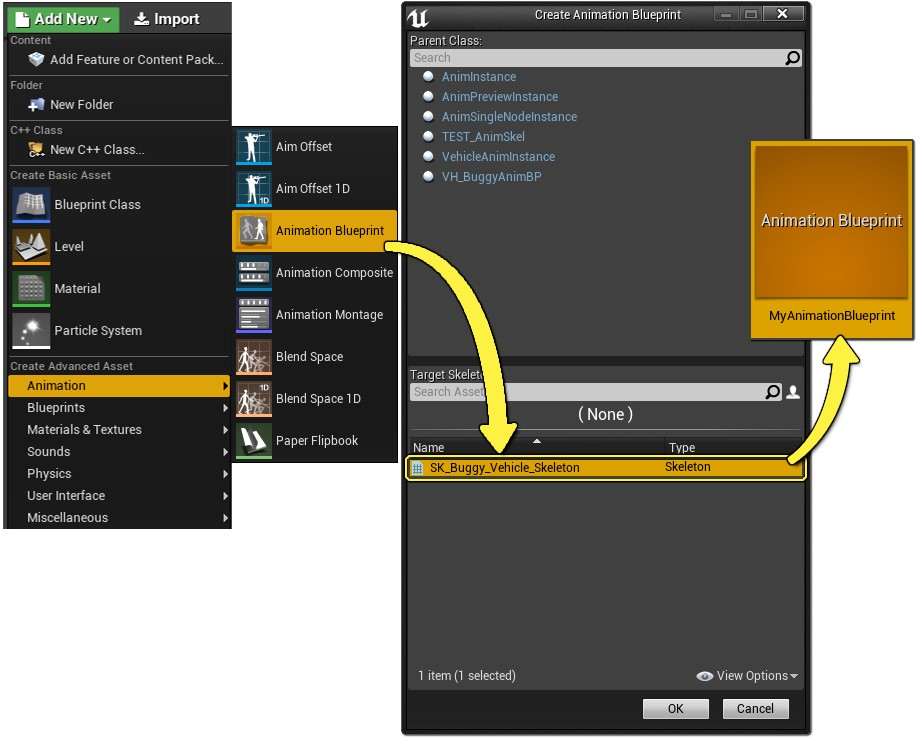 Add New
Import
Content
Add Feature or Content Pack...
Folder
New Folder
C++ Class
C++
New C++ Class...
Create Basic Asset
Blueprint Class
Level
Material
Particle System
Create Advanced Asset
Animation
Blueprints
Materials & Textures
Sounds
Physics
User Interface
Miscellaneous
Aim Offset
1D
Aim Offset 1D
Animation Blueprint
Animation Composite
Animation Montage
Blend Space
1D
Blend Space 1D
Paper Flipbook
Create Animation Blueprint
Parent Class:
Search
AnimInstance
AnimPreviewInstance
AnimSingleNodeInstance
TEST_AnimSkel
VehicleAnimInstance
VH_BuggyAnimBP
Target
Search
( None )
Name Type
SK_Buggy_Vehicle_Skeleton Skeleton
1 item (1 selected)
View Options
OK Cancel
Animation Blueprint
MyAnimationBlueprint